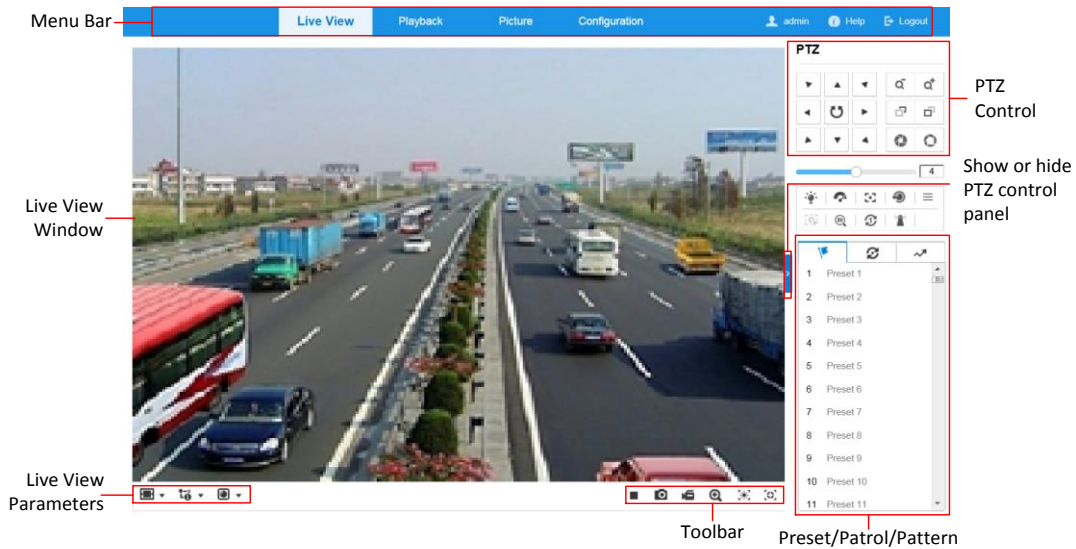 Menu Bar
Live View Playback Picture Configuration admin Help Logout
PTZ
PTZ
Control
4
Show or hide
PTZ control
panel
Live View
Window
1 Preset 1
2 Preset 2
3 Preset 3
4 Preset 4
5 Preset 5
6 Preset 6
7 Preset 7
8 Preset 8
9 Preset 9
10 Preset 10
11 Preset 11
Live View
Parameters
Toolbar
Preset/Patrol/Pattern